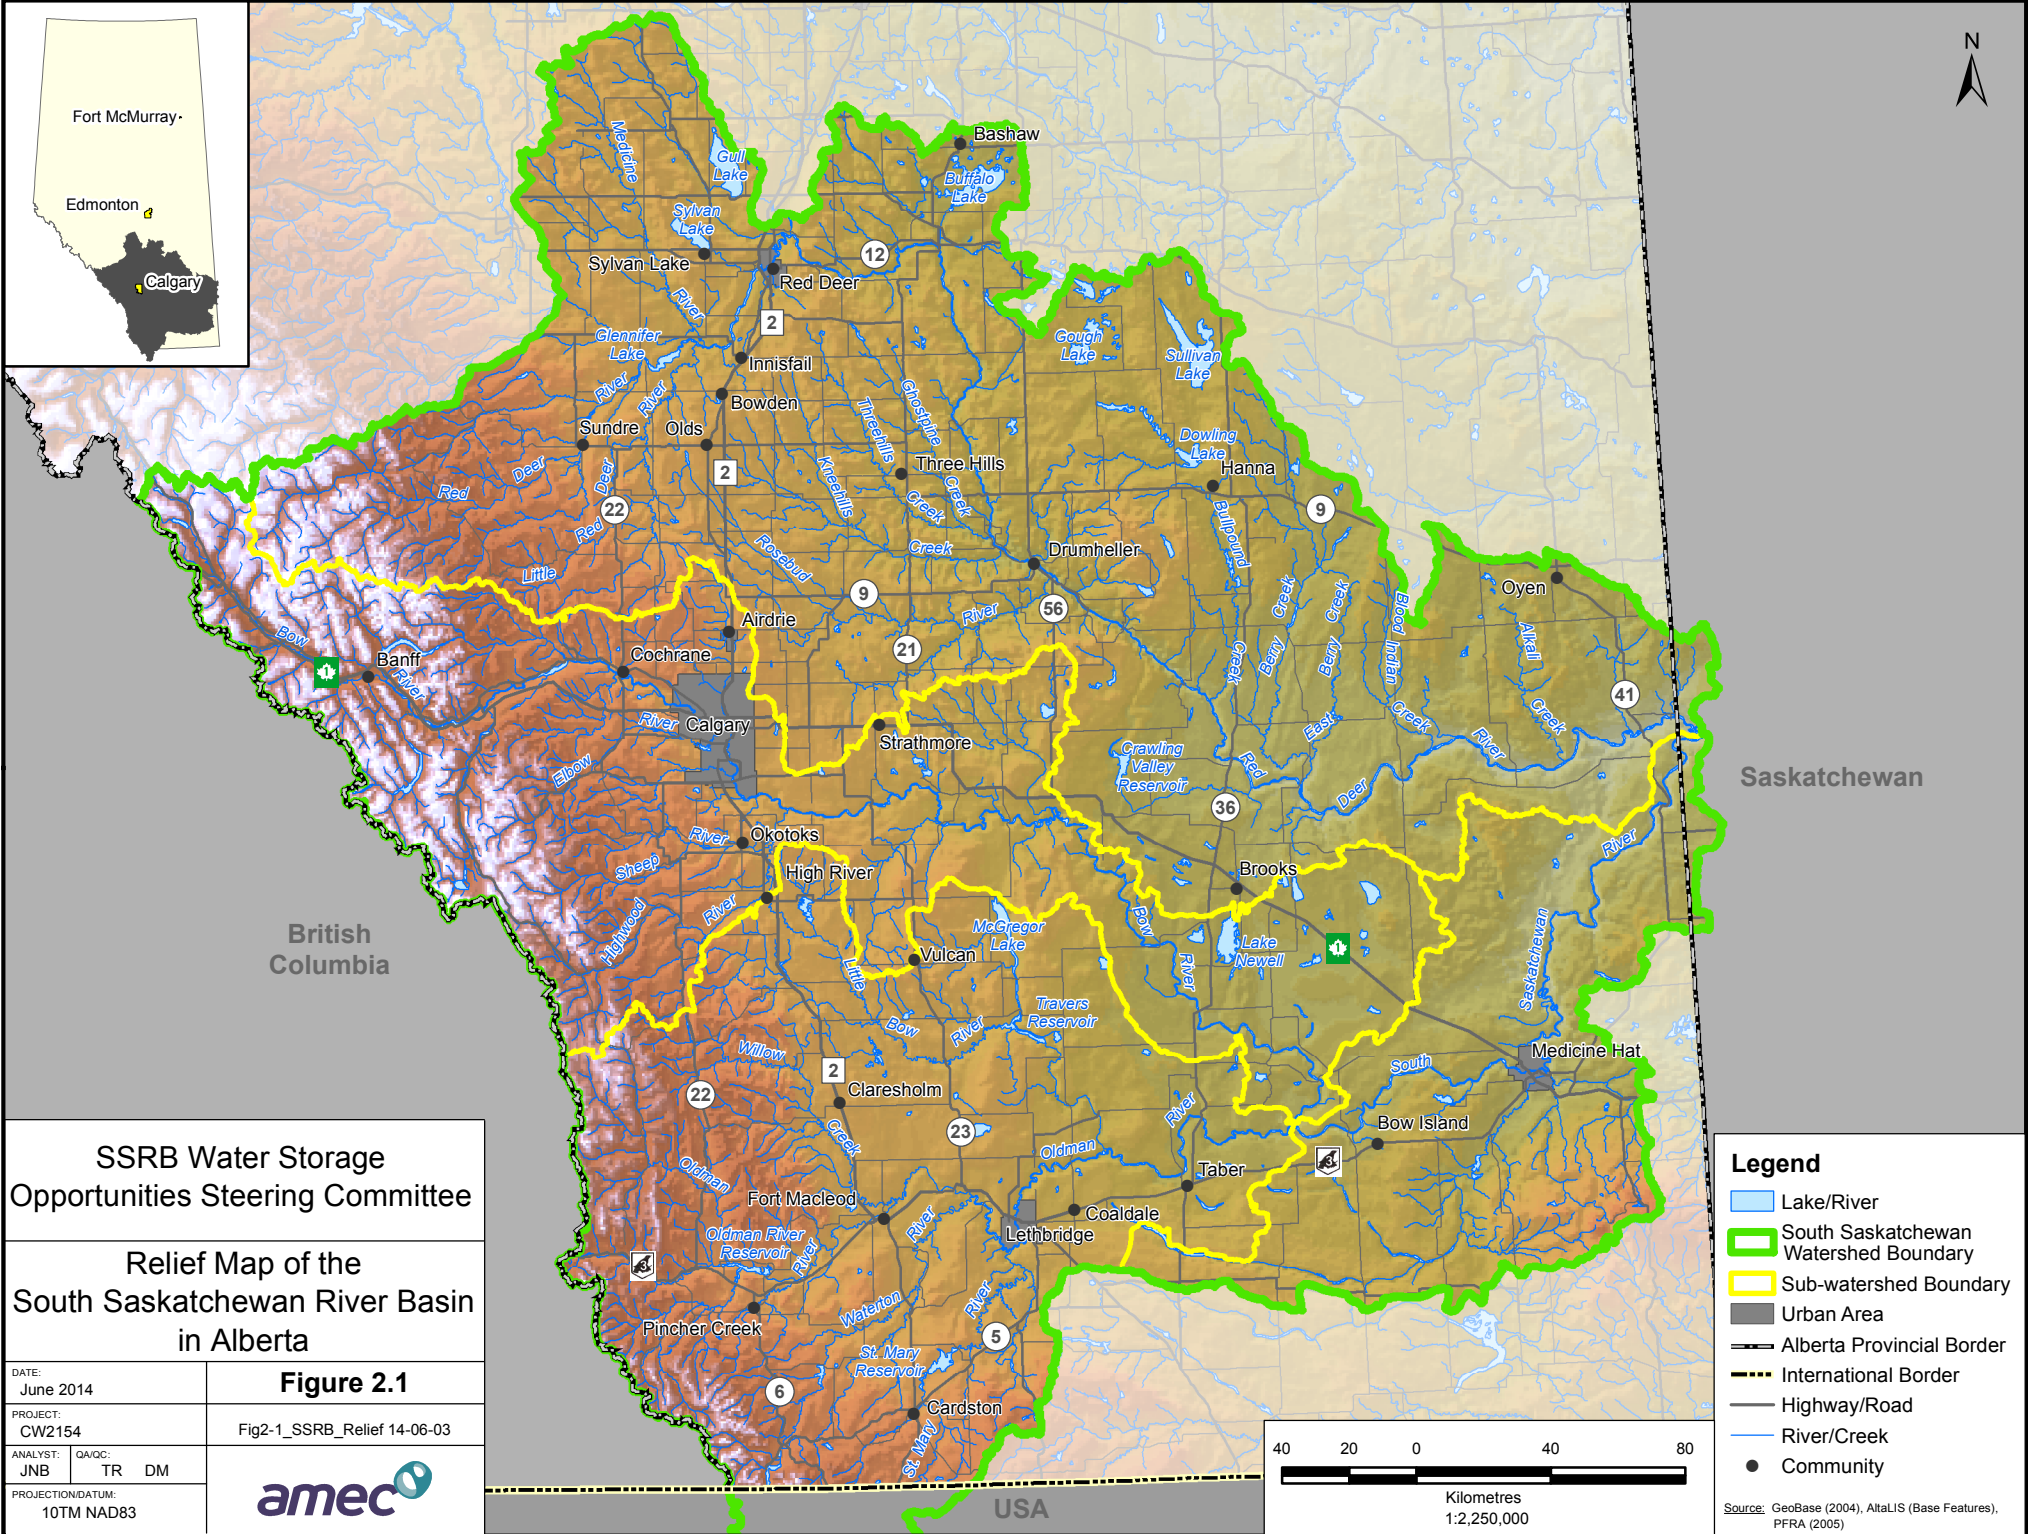 Fort McMurray
Edmonton
Calgary
N
Bashaw
Medicine
Gull
Lake
Buffalo
Lake
Sylvan
Lake
12
Sylvan Lake
Red Deer
River
2
Glennifer
Lake
Gough
Lake
Sullivan
Lake
Innisfail
River
River
Bowden
Threehills
Ghostpine
Sundre
Olds
Dowling
Lake
Deer
Deer
2
Kneehills
Three Hills
Hanna
Red
22
Creek
Creek
9
Red
Bullpound
Rosebud
Creek
Drumheller
Little
Oyen
9
River
56
Creek
Creek
Blood
Indian
Airdrie
Alkali
Bow
Cochrane
21
Banff
1
River
Creek
Berry
Berry
41
River
Calgary
Creek
Creek
East
Strathmore
River
Crawling
Valley
Reservoir
Red
Elbow
Saskatchewan
Deer
36
Okotoks
River
River
Sheep
High River
Brooks
River
British
Columbia
Highwood
McGregor
Lake
Bow
Lake
Newell
1
Saskatchewan
Vulcan
Little
River
Travers
Reservoir
Bow
River
Willow
South
Medicine Hat
2
22
Claresholm
River
Bow Island
23
Creek
Oldman
3
Oldman
Taber
Fort Macleod
Coaldale
River
Lethbridge
Oldman River
Reservoir
River
3
Waterton
River
Pincher Creek
5
St. Mary
Reservoir
6
Cardston
St. Mary
USA
SSRB Water Storage
Opportunities Steering Committee
Relief Map of the
South Saskatchewan River Basin
in Alberta
DATE:
June 2014
Figure 2.1
PROJECT:
CW2154
Fig2-1_SSRB_Relief 14-06-03
ANALYST:
JNB
QA/QC:
TR DM
PROJECTION/DATUM:
10TM NAD83
amec
40 20 0 40 80
Kilometres
1:2,250,000
Legend
Lake/River
South Saskatchewan
Watershed Boundary
Sub-watershed Boundary
Urban Area
Alberta Provincial Border
International Border
Highway/Road
River/Creek
Community
Source: GeoBase (2004), AltaLIS (Base Features),
PFRA (2005)